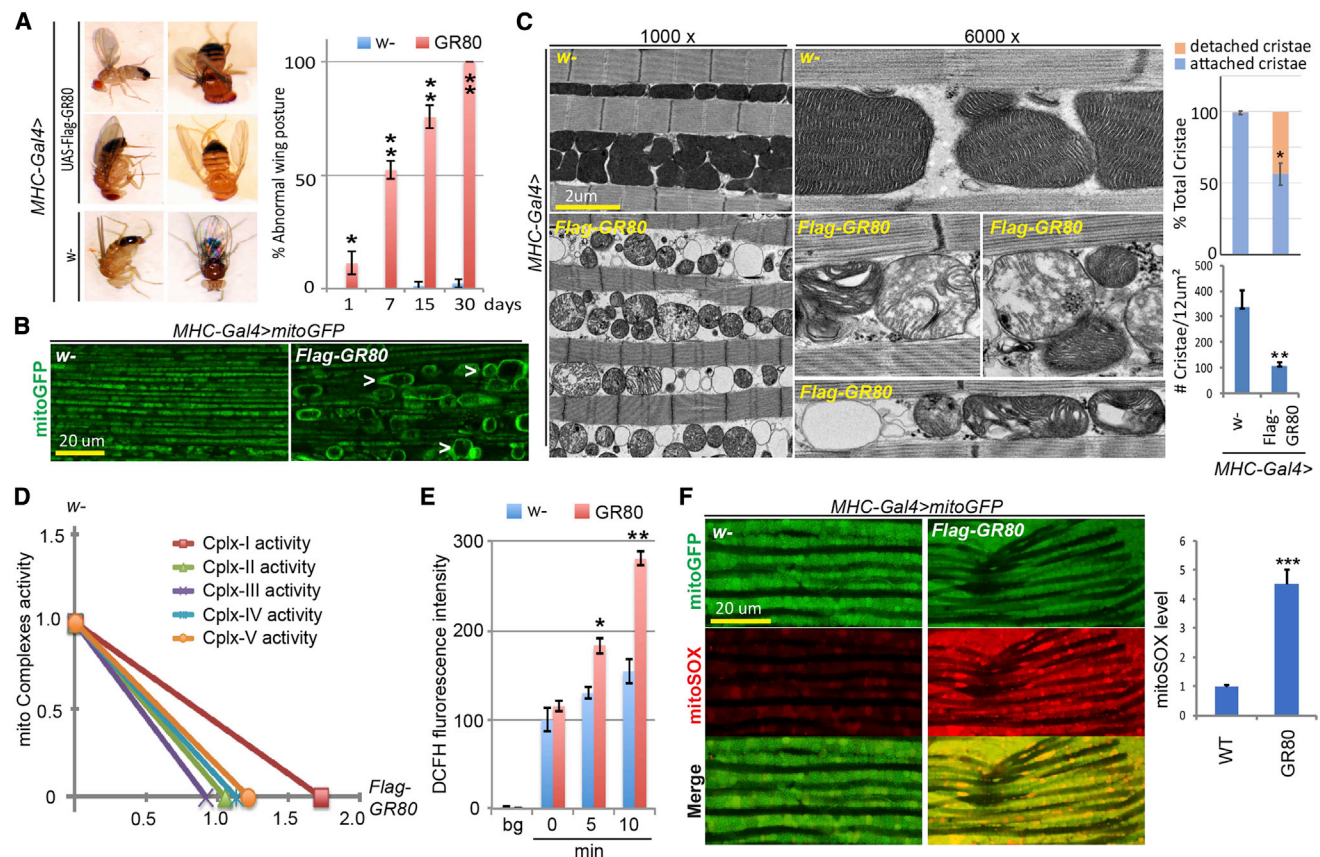 A
MHC-Gal4>
UAS-Flag-GR80
w-
w- GR80
% Abnormal wing posture
100
50
0
*
**
**
**
1 7 15 30 days
B
MHC-Gal4>mitoGFP
mitoGFP
w-
20 um
Flag-GR80
>
>
>
C
MHC-Gal4>
1000 x
6000 x
w-
2um
w-
Flag-GR80
Flag-GR80
Flag-GR80
Flag-GR80
detached cristae
attached cristae
% Total Cristae
100
50
0
*
# Cristae/12um²
500
400
300
200
100
0
**
w-
Flag-
GR80
MHC-Gal4>
D
w-
mito Complexes activity
1.5
1.0
0.5
0
0.5 1.0 1.5 2.0
Flag-
GR80
Cplx-I activity
Cplx-II activity
Cplx-III activity
Cplx-IV activity
Cplx-V activity
E
w- GR80
DCFH flurorescence intensity
300
200
100
0
*
**
bg 0 5 10
min
F
MHC-Gal4>mitoGFP
w-
Flag-GR80
mitoGFP
20 um
mitoSOX
Merge
mitoSOX level
6
5
4
3
2
1
0
***
WT
GR80